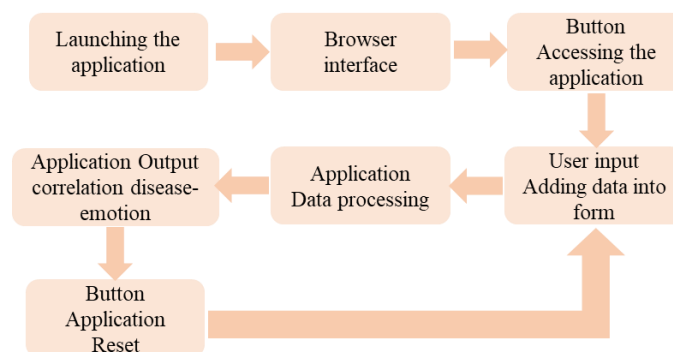 Launching the
application
Browser
interface
Button
Accessing the
application
User input
Adding data into
form
Application
Data processing
Application Output
correlation disease-
emotion
Button
Application
Reset